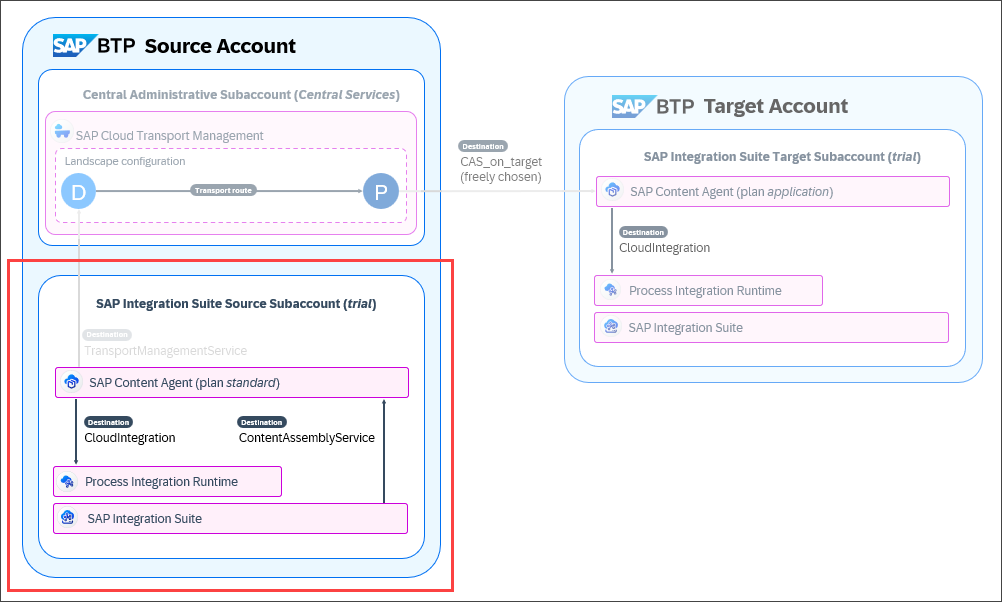 SAP BTP Source Account
Central Administrative Subaccount (Central Services)
SAP Cloud Transport Management
Landscape configuration
D
Transport route
P
Destination
CAS_on_target
(freely chosen)
SAP BTP Target Account
SAP Integration Suite Target Subaccount (trial)
SAP Content Agent (plan application)
Destination
CloudIntegration
Process Integration Runtime
SAP Integration Suite
SAP Integration Suite Source Subaccount (trial)
Destination
TransportManagementService
SAP Content Agent (plan standard)
Destination
CloudIntegration
Destination
ContentAssemblyService
Process Integration Runtime
SAP Integration Suite